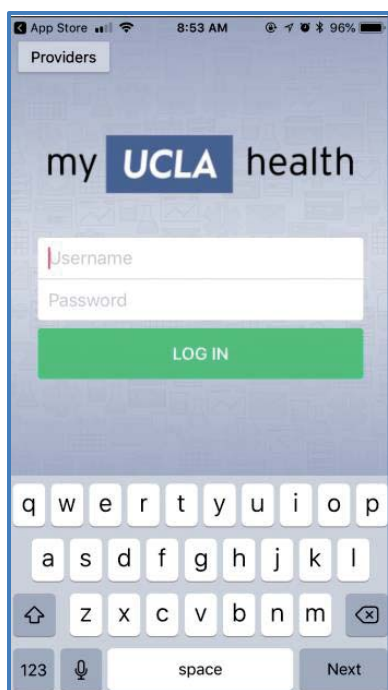 App Store 8:53 AM 96%
Providers
my UCLA health
Username
Password
LOG IN
q w e r t y u i o p
a s d f g h j k l
z x c v b n m
123 space Next